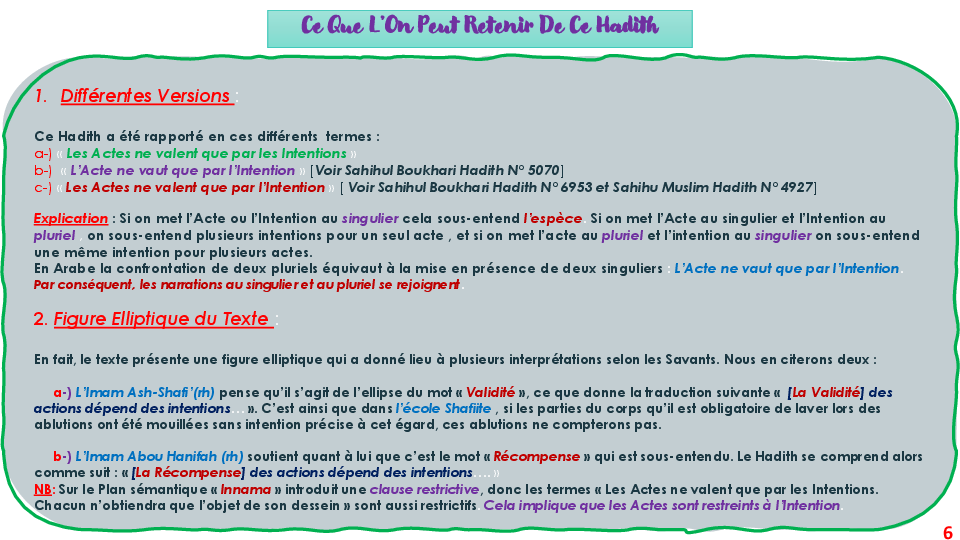 Ce Que L'On Peut Retenir De Ce Hadith
1. Différentes Versions :
Ce Hadith a été rapporté en ces différents termes :
a-) « Les Actes ne valent que par les Intentions »
b-) « L'Acte ne vaut que par l'Intention » [Voir Sahihul Boukhari Hadith N° 5070]
c-) « Les Actes ne valent que par l'Intention » [ Voir Sahihul Boukhari Hadith N° 6953 et Sahihu Muslim Hadith N° 4927]
Explication : Si on met l'Acte ou l'Intention au singulier cela sous-entend l'espèce. Si on met l'Acte au singulier et l'Intention au
pluriel , on sous-entend plusieurs intentions pour un seul acte , et si on met l'acte au pluriel et l'intention au singulier on sous-entend
une même intention pour plusieurs actes.
En Arabe la confrontation de deux pluriels équivaut à la mise en présence de deux singuliers : L'Acte ne vaut que par l'Intention.
Par conséquent, les narrations au singulier et au pluriel se rejoignent.
2. Figure Elliptique du Texte :
En fait, le texte présente une figure elliptique qui a donné lieu à plusieurs interprétations selon les Savants. Nous en citerons deux :
a-) L'Imam Ash-Shafi'(rh) pense qu'il s'agit de l'ellipse du mot « Validité », ce que donne la traduction suivante « [La Validité] des
actions dépend des intentions… ». C'est ainsi que dans l'école Shafiite , si les parties du corps qu'il est obligatoire de laver lors des
ablutions ont été mouillées sans intention précise à cet égard, ces ablutions ne compterons pas.
b-) L'Imam Abou Hanifah (rh) soutient quant à lui que c'est le mot « Récompense » qui est sous-entendu. Le Hadith se comprend alors
comme suit : « [La Récompense] des actions dépend des intentions …. »
NB: Sur le Plan sémantique « Innama » introduit une clause restrictive, donc les termes « Les Actes ne valent que par les Intentions.
Chacun n'obtiendra que l'objet de son dessein » sont aussi restrictifs. Cela implique que les Actes sont restreints à l'Intention.
6